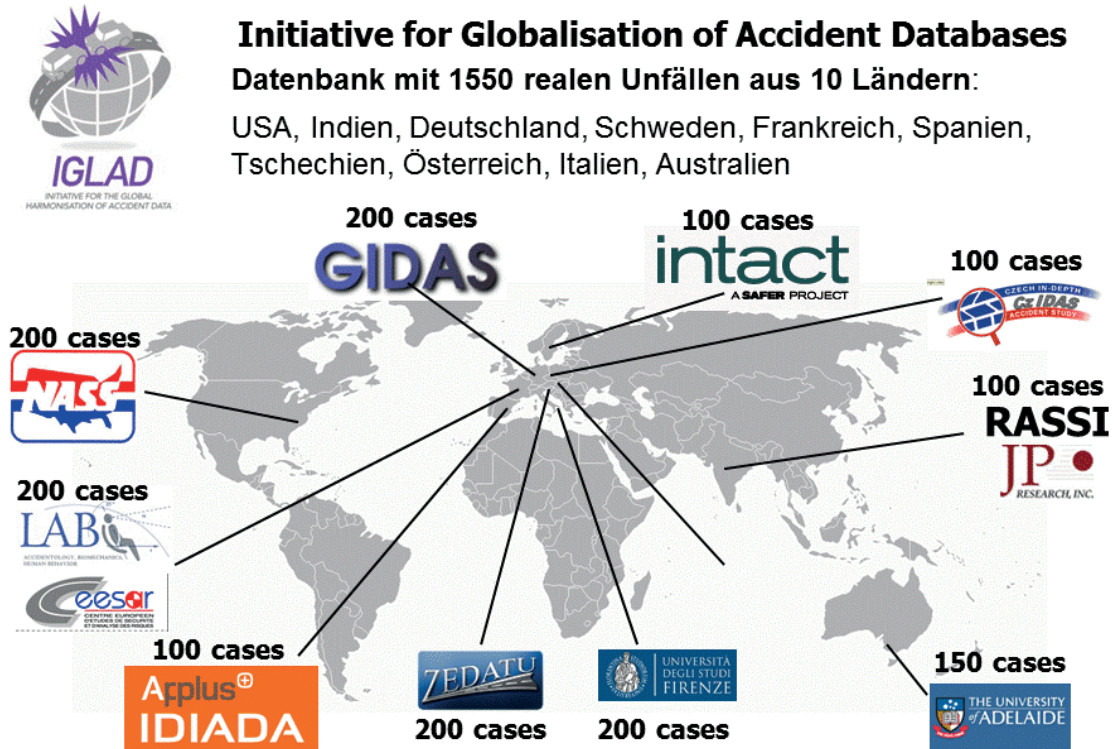 Initiative for Globalisation of Accident Databases
Datenbank mit 1550 realen Unfällen aus 10 Ländern:
USA, Indien, Deutschland, Schweden, Frankreich, Spanien,
Tschechien, Österreich, Italien, Australien
IGLAD
INITIATIVE FOR THE GLOBAL
HARMONISATION OF ACCIDENT DATA
200 cases
GIDAS
100 cases
intact
A SAFER PROJECT
100 cases
CZECH IN-DEPTH
Cz IDAS
ACCIDENT STUDY
200 cases
NASS
100 cases
RASSI
JP
RESEARCH, INC.
200 cases
LAB
ACCIDENTOLOGY, BIOMECHANICS,
HUMAN BEHAVIOR
Ceesar
CENTRE EUROPEEN
D'ETUDES DE SECURITE
ET D'ANALYSE DES RISQUES
100 cases
Applus+
IDIADA
ZEDATU
200 cases
UNIVERSITÀ
DEGLI STUDI
FIRENZE
200 cases
150 cases
THE UNIVERSITY
of ADELAIDE